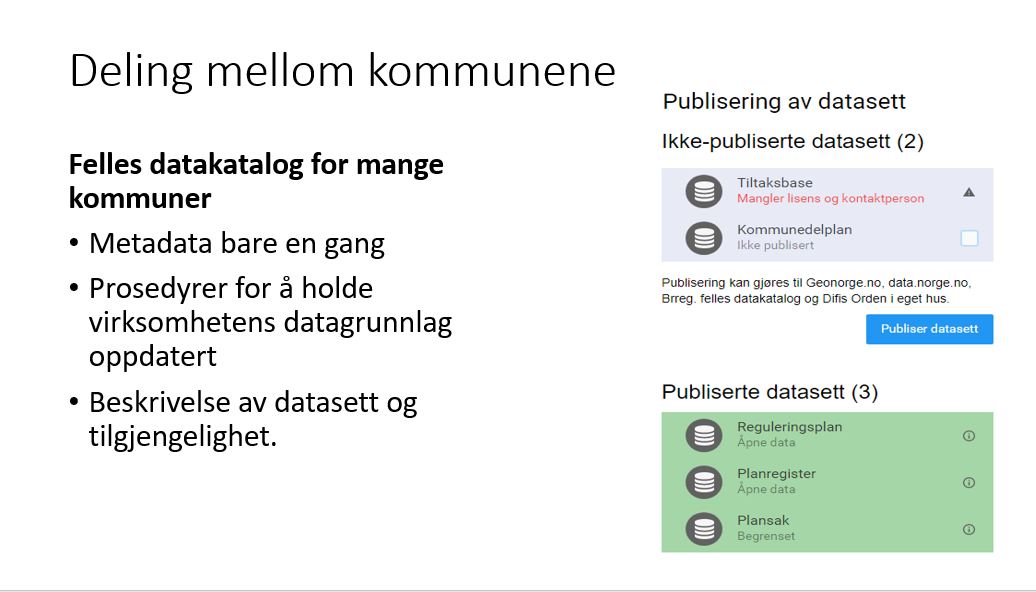 Deling mellom kommunene
Felles datakatalog for mange
kommuner
• Metadata bare en gang
• Prosedyrer for å holde
virksomhetens datagrunnlag
oppdatert
• Beskrivelse av datasett og
tilgjengelighet.
Publisering av datasett
Ikke-publiserte datasett (2)
Tiltaksbase
Mangler lisens og kontaktperson
Kommunedelplan
Ikke publisert
Publisering kan gjøres til Geonorge.no, data.norge.no,
Brreg. felles datakatalog og Difis Orden i eget hus.
Publiser datasett
Publiserte datasett (3)
Reguleringsplan
Åpne data
Planregister
Åpne data
Plansak
Begrenset